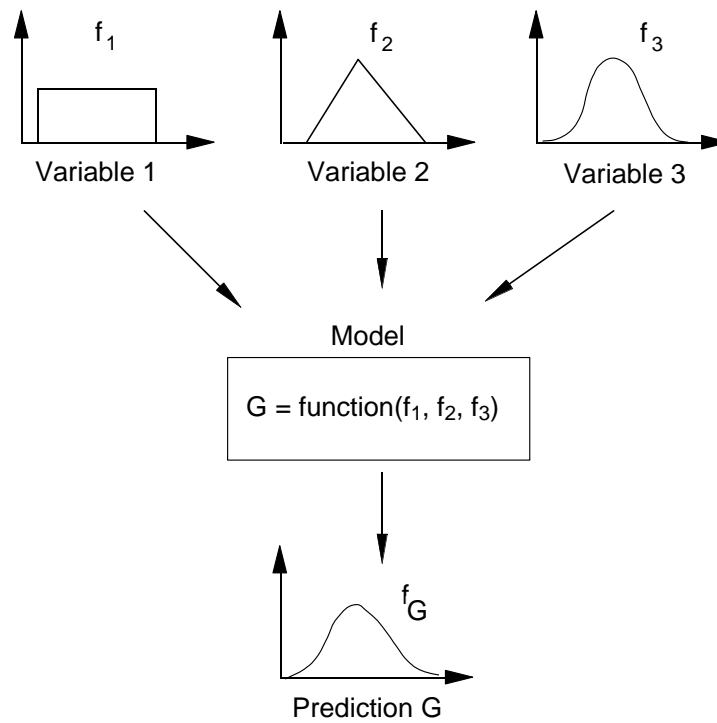 f1
f2
f3
Variable 1
Variable 2
Variable 3
Model
G = function(f1, f2, f3)
fG
Prediction G